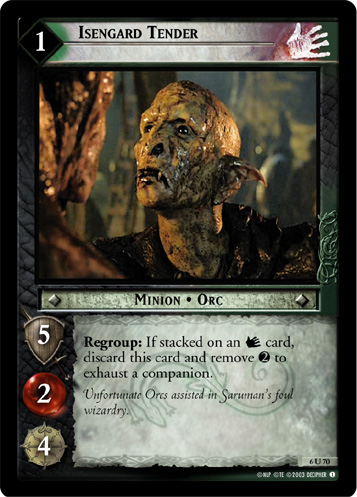 1
Isengard Tender
Minion • Orc
5
2
4
Regroup: If stacked on an card,
discard this card and remove 2 to
exhaust a companion.
Unfortunate Orcs assisted in Saruman's foul
wizardry.
6 U 70
©NLP ©TE ©2003 DECIPHER